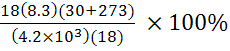 18(8.3)(30+273)
(4.2×10³)(18) × 100%